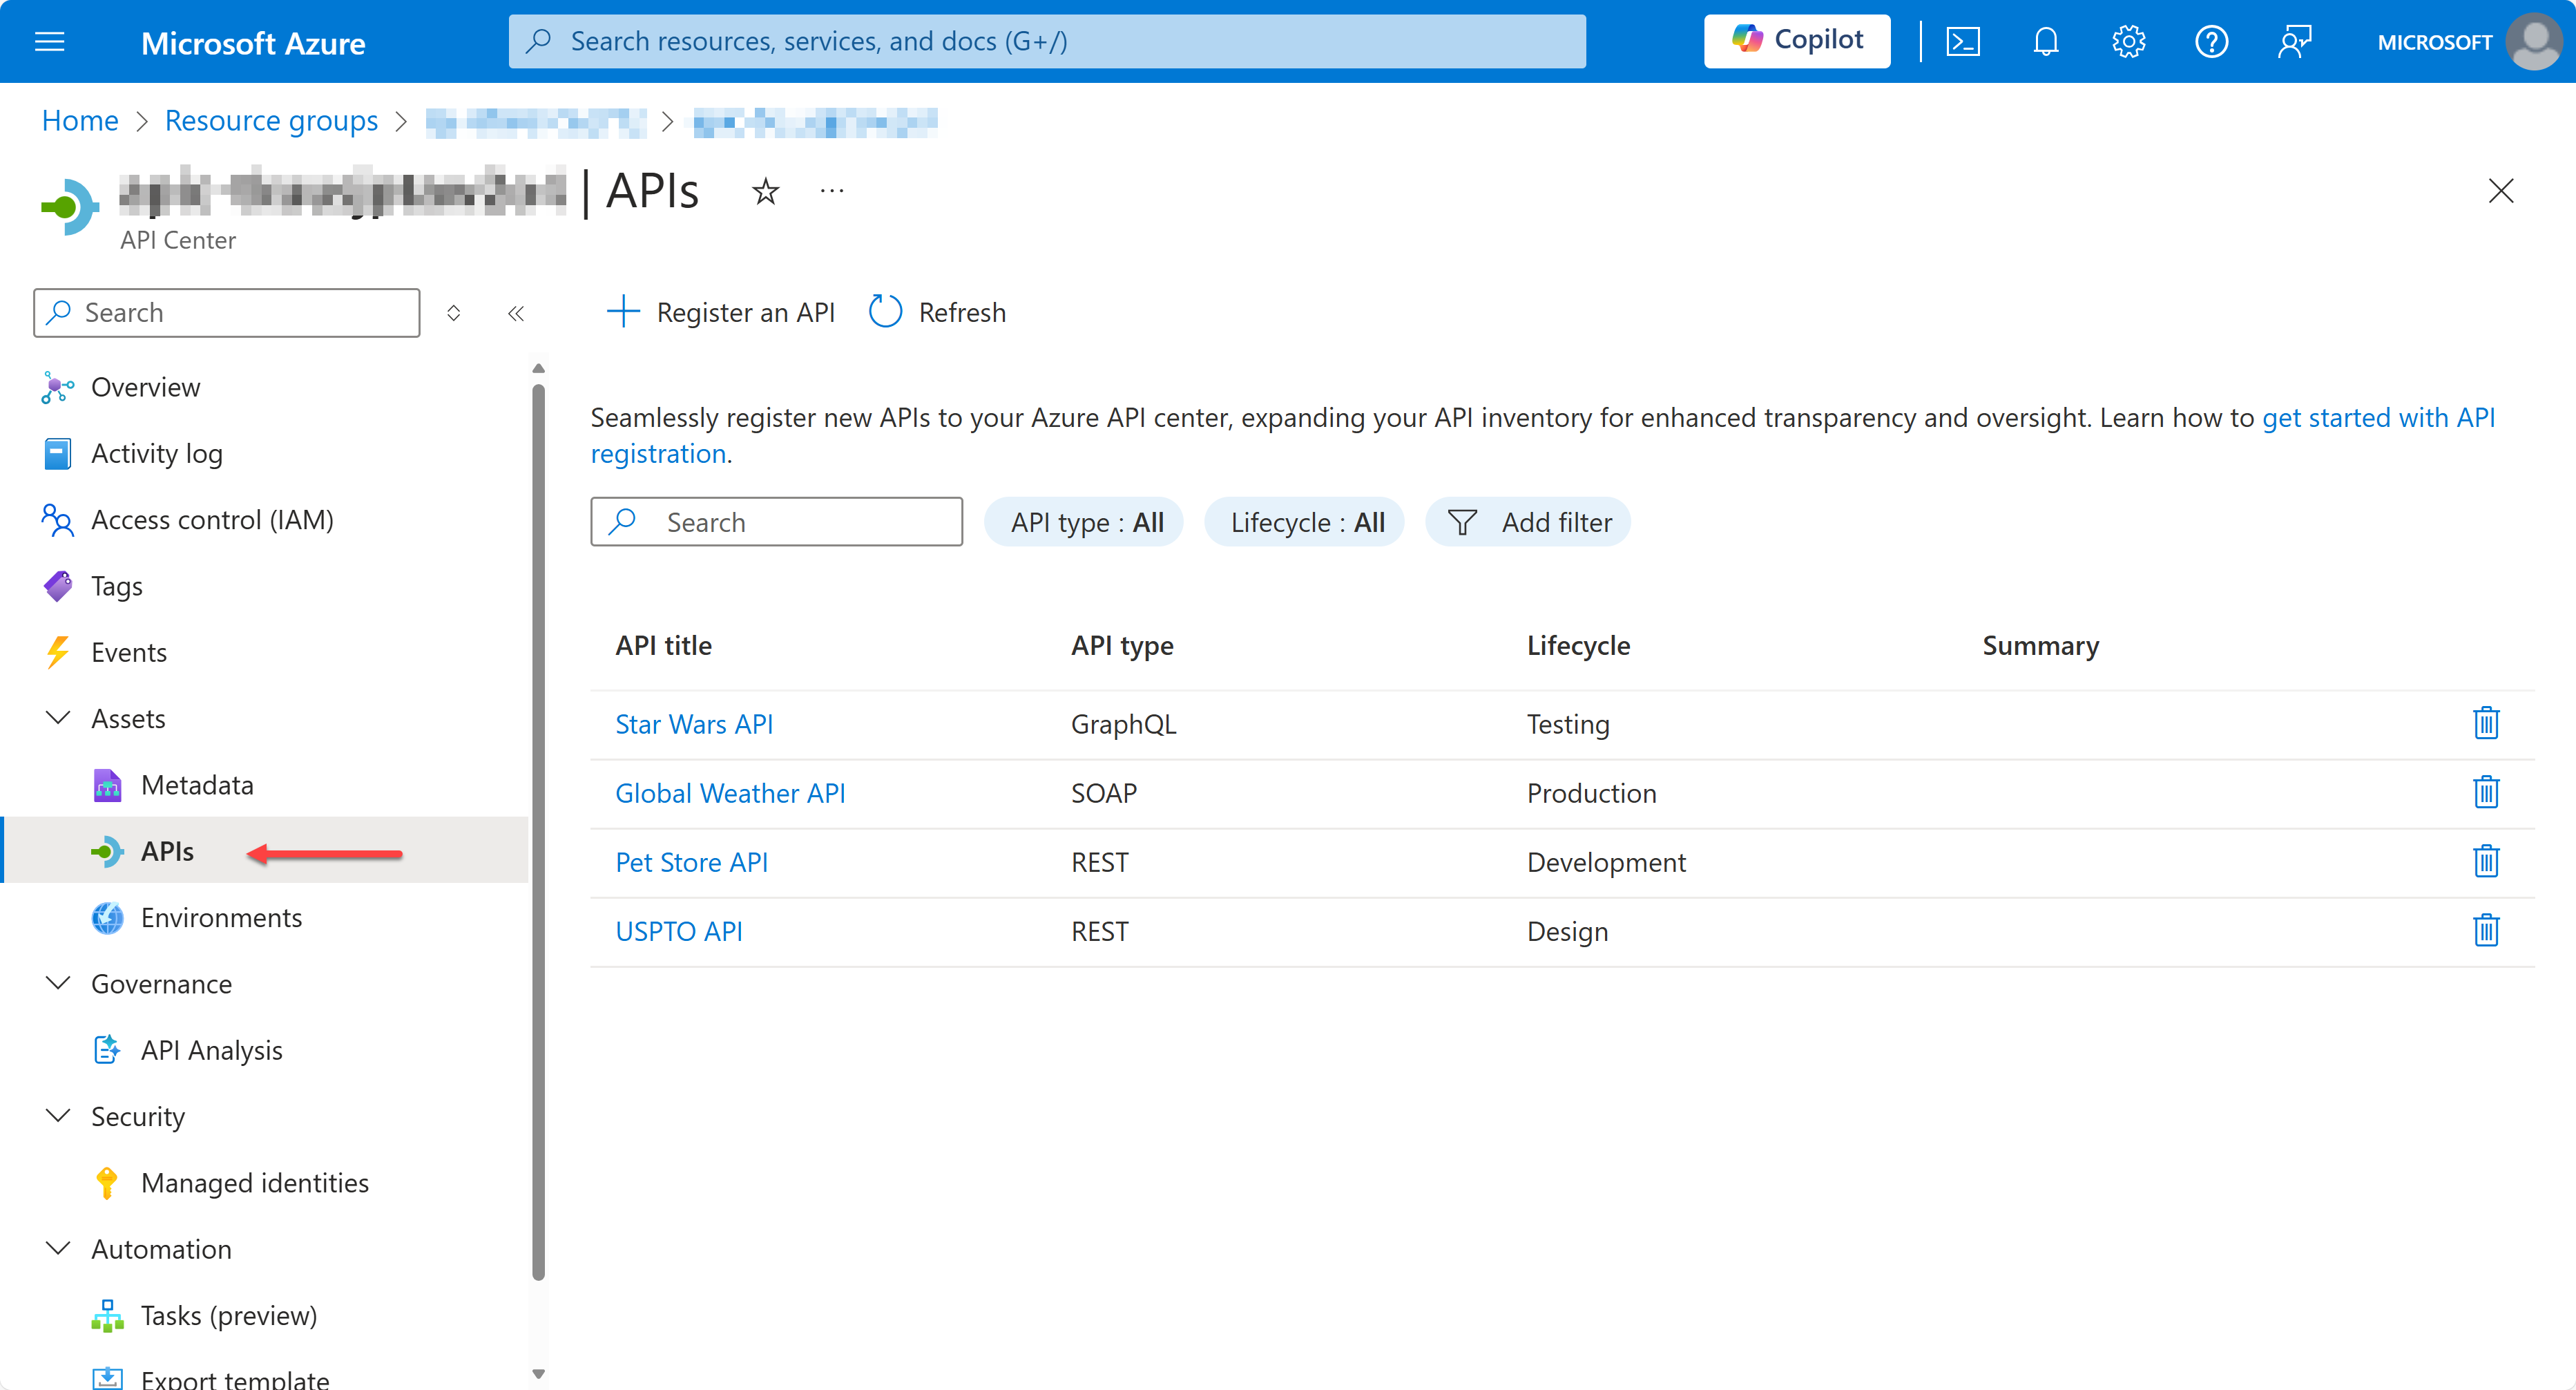 Microsoft Azure
Search resources, services, and docs (G+/)
Copilot
MICROSOFT
Home > Resource groups > >
| APIs ...
API Center
Search
Register an API
Refresh
Overview
Activity log
Access control (IAM)
Tags
Events
Assets
Metadata
APIs
Environments
Governance
API Analysis
Security
Managed identities
Automation
Tasks (preview)
Export template
Seamlessly register new APIs to your Azure API center, expanding your API inventory for enhanced transparency and oversight. Learn how to get started with API
registration.
Search
API type : All
Lifecycle : All
Add filter
API title API type Lifecycle Summary
Star Wars API GraphQL Testing
Global Weather API SOAP Production
Pet Store API REST Development
USPTO API REST Design